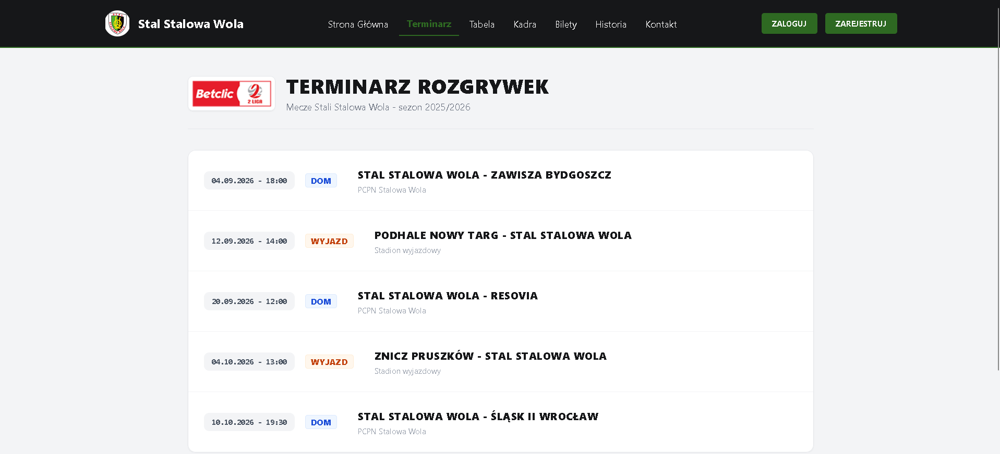 Stal Stalowa Wola
Strona Główna
Terminarz
Tabela
Kadra
Bilety
Historia
Kontakt
ZALOGUJ
ZAREJESTRUJ
Betclic
2 LIGA
TERMINARZ ROZGRYWEK
Mecze Stali Stalowa Wola - sezon 2025/2026
04.09.2026 - 18:00
DOM
STAL STALOWA WOLA - ZAWISZA BYDGOSZCZ
PCPN Stalowa Wola
12.09.2026 - 14:00
WYJAZD
PODHALE NOWY TARG - STAL STALOWA WOLA
Stadion wyjazdowy
20.09.2026 - 12:00
DOM
STAL STALOWA WOLA - RESOVIA
PCPN Stalowa Wola
04.10.2026 - 13:00
WYJAZD
ZNICZ PRUSZKÓW - STAL STALOWA WOLA
Stadion wyjazdowy
10.10.2026 - 19:30
DOM
STAL STALOWA WOLA - ŚLĄSK II WROCŁAW
PCPN Stalowa Wola